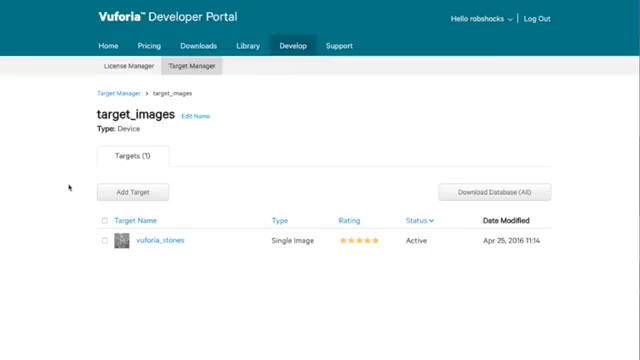 Vuforia™ Developer Portal
Hello robshocks
Log Out
Home Pricing Downloads Library Develop Support
License Manager Target Manager
Target Manager > target_images
target_images Edit Name
Type: Device
Targets (1)
Add Target Download Database (All)
Target Name Type Rating Status Date Modified
vuforia_stones Single Image Active Apr 25, 2016 11:14